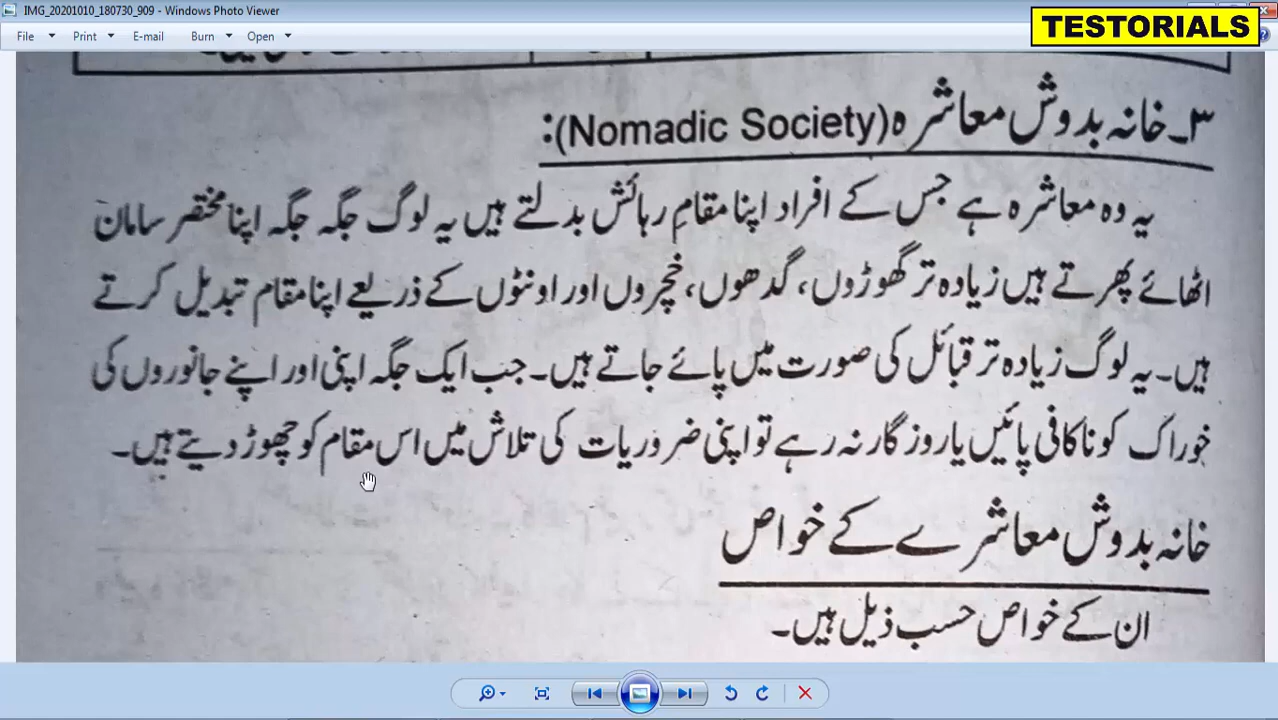 IMG_20201010_180730_909 - Windows Photo Viewer
TESTORIALS
File Print E-mail Burn Open
۳۔ خانہ بدوش معاشرہ (Nomadic Society):
یہ وہ معاشرہ ہے جس کے افراد اپنا مقامِ رہائش بدلتے ہیں یہ لوگ جگہ جگہ اپنا مختصر سامان
اٹھائے پھرتے ہیں زیادہ تر گھوڑوں، گدھوں، خچروں اور اونٹوں کے ذریعے اپنا مقام تبدیل کرتے
ہیں۔ یہ لوگ زیادہ تر قبائل کی صورت میں پائے جاتے ہیں۔ جب ایک جگہ اپنی اور اپنے جانوروں کی
خوراک کو ناکافی پائیں یا روزگار نہ رہے تو اپنی ضروریات کی تلاش میں اس مقام کو چھوڑ دیتے ہیں۔
خانہ بدوش معاشرے کے خواص
ان کے خواص حسب ذیل ہیں۔